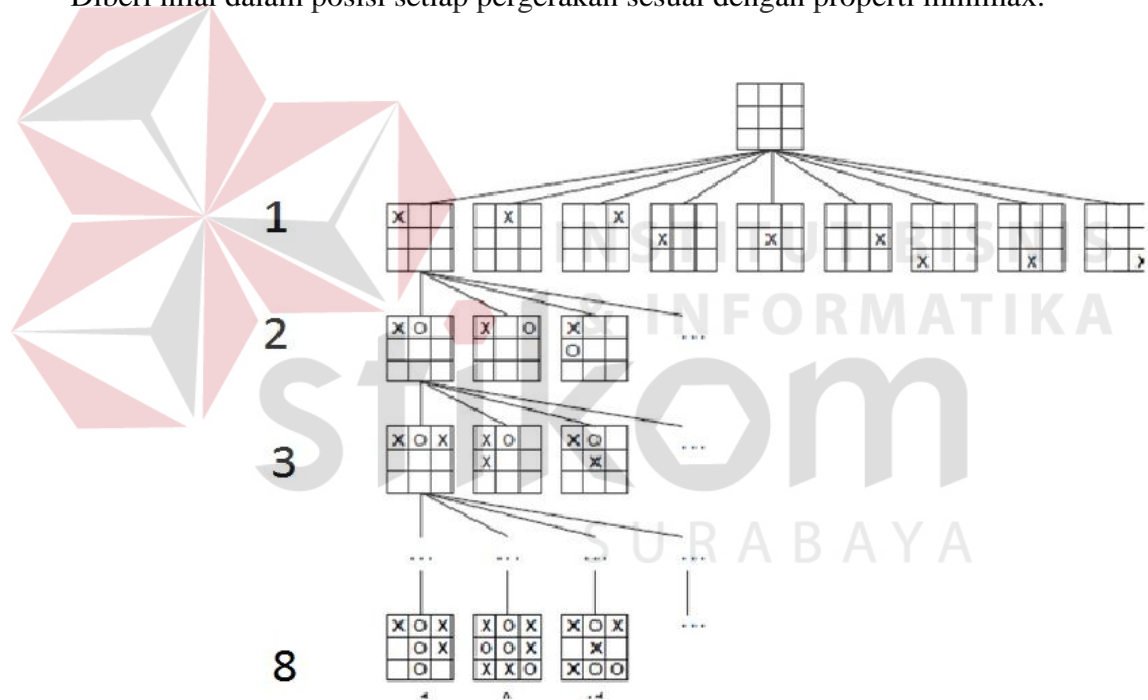 Diberi nilai dalam posisi setiap pergerakan sesuai dengan properti minimax.
1
X
X
X
X
X
X
X
X
X
INSTITUT BISNIS
& INFORMATIKA
2
X O
X O
X
O
...
stikom
SURABAYA
3
X O X
X O
X
X O
X
...
...
...
...
...
8
X O X
O X
O
X O X
O O X
X X O
X O X
X
X O O
...